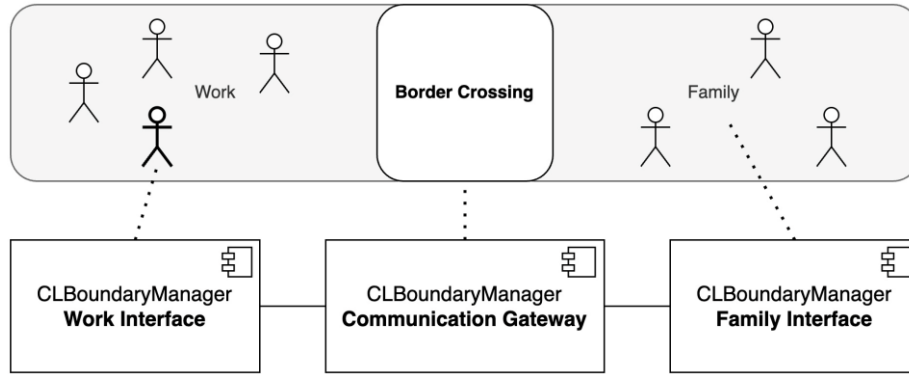 Work
Border Crossing
Family
CLBoundaryManager
Work Interface
CLBoundaryManager
Communication Gateway
CLBoundaryManager
Family Interface